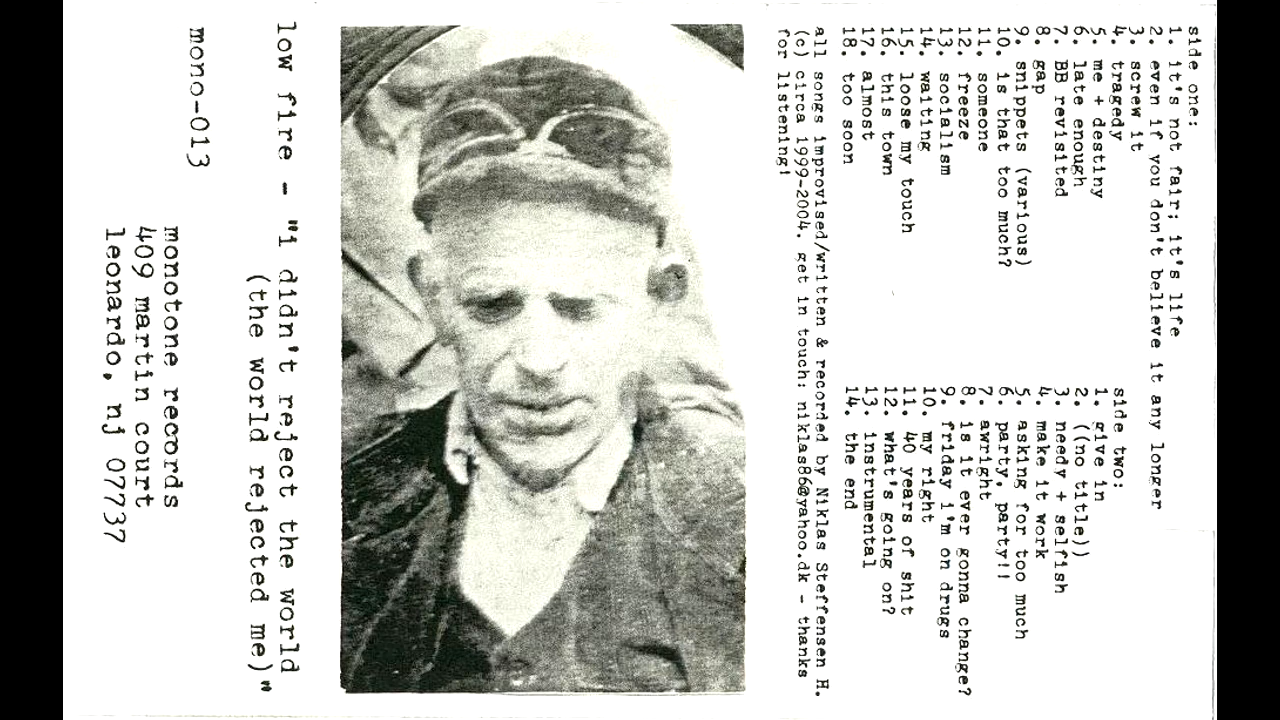 side one:
1. it's not fair; it's life
2. even if you don't believe it any longer
3. screw it
4. tragedy
5. me + destiny
6. late enough
7. BB revisited
8. gap
9. snippets (various)
10. is that too much?
11. someone
12. freeze
13. socialism
14. waiting
15. loose my touch
16. this town
17. almost
18. too soon
side two:
1. give in
2. ((no title))
3. needy + selfish
4. make it work
5. asking for too much
6. party, party!!
7. awright
8. is it ever gonna change?
9. friday i'm on drugs
10. my right
11. 40 years of shit
12. what's going on?
13. instrumental
14. the end
all songs improvised/written & recorded by Niklas Steffensen H.
(c) circa 1999-2004. get in touch: niklas86@yahoo.dk - thanks
for listening!
low fire - "i didn't reject the world
(the world rejected me)"
mono-013
monotone records
409 martin court
leonardo, nj 07737